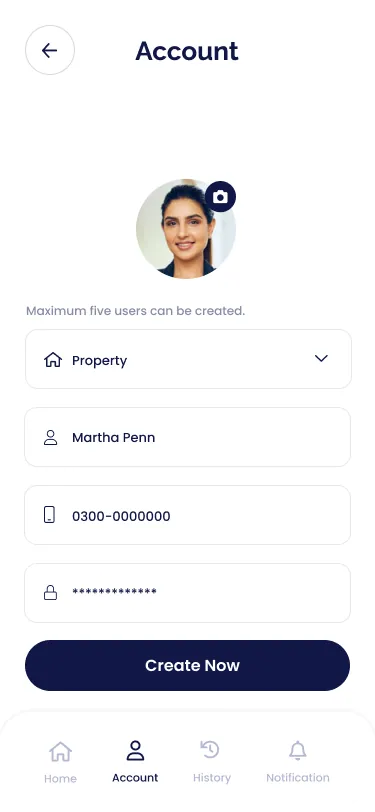 Account
Maximum five users can be created.
Property
Martha Penn
0300-0000000
*************
Create Now
Home
Account
History
Notification